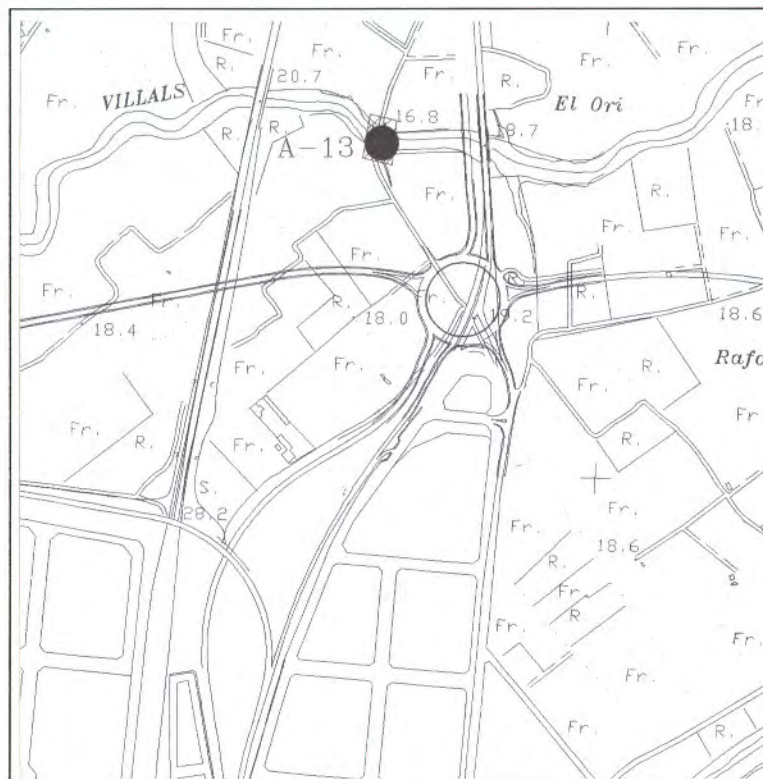 Fr.
Fr.
Fr.
R.
20.7
Fr.
Fr.
R.
VILLALS
16.8
El Ori
Fr.
18.7
18.
R.
R.
A-13
Fr.
R.
Fr.
Fr.
Fr.
Fr.
Fr.
R.
R.
18.4
R.
18.0
19.2
18.6
Fr.
Fr.
Rafo
R.
Fr.
Fr.
Fr.
R.
Fr.
R.
S.
28.2
Fr.
Fr.
18.6
R.
Fr.
R.
Fr.
Fr.
Fr.
Fr.
R.